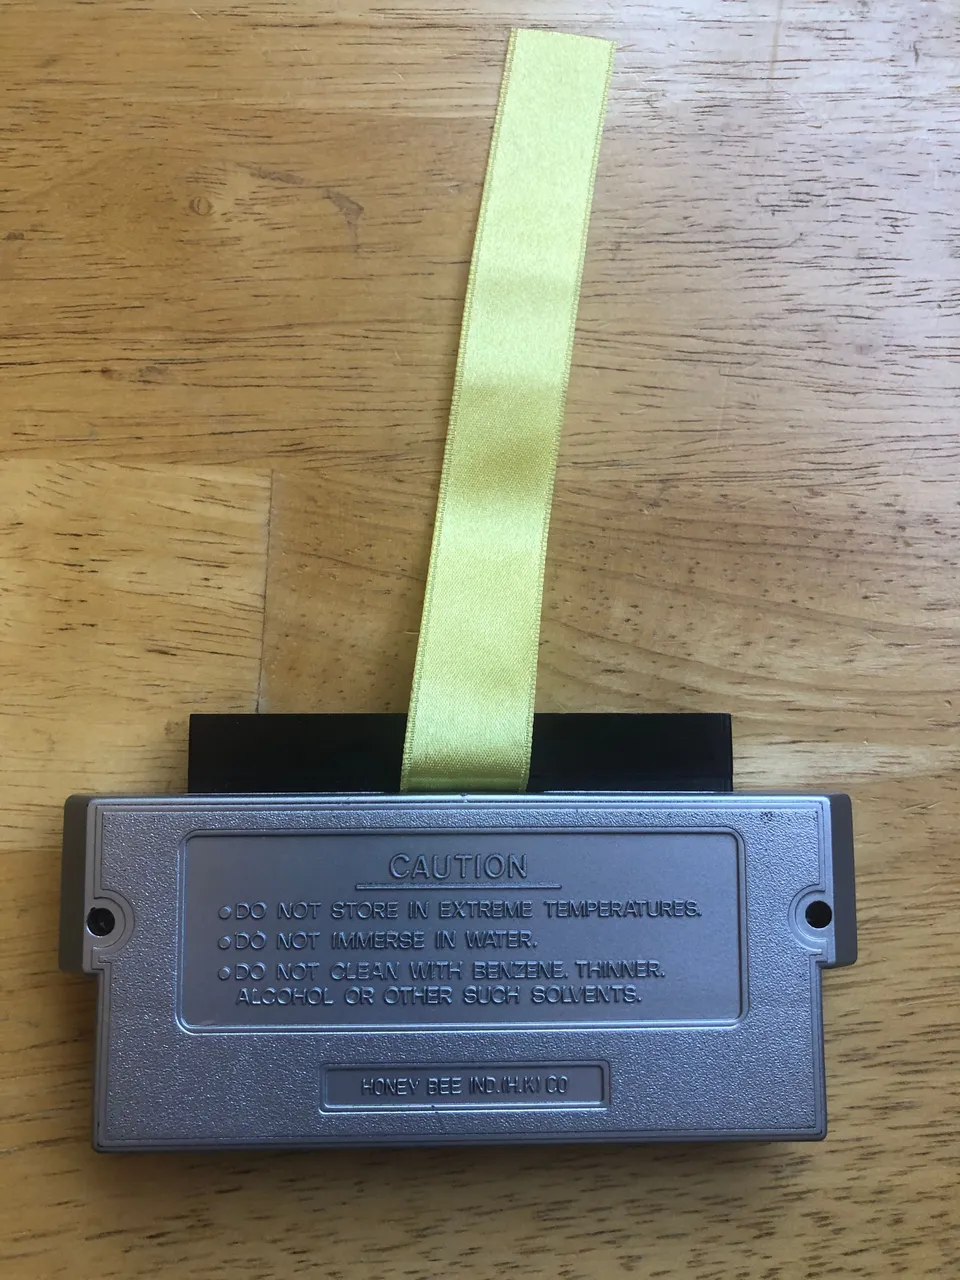 CAUTION
DO NOT STORE IN EXTREME TEMPERATURES.
DO NOT IMMERSE IN WATER.
DO NOT CLEAN WITH BENZENE. THINNER.
ALCOHOL OR OTHER SUCH SOLVENTS.
HONEY BEE IND.(H.K) CO